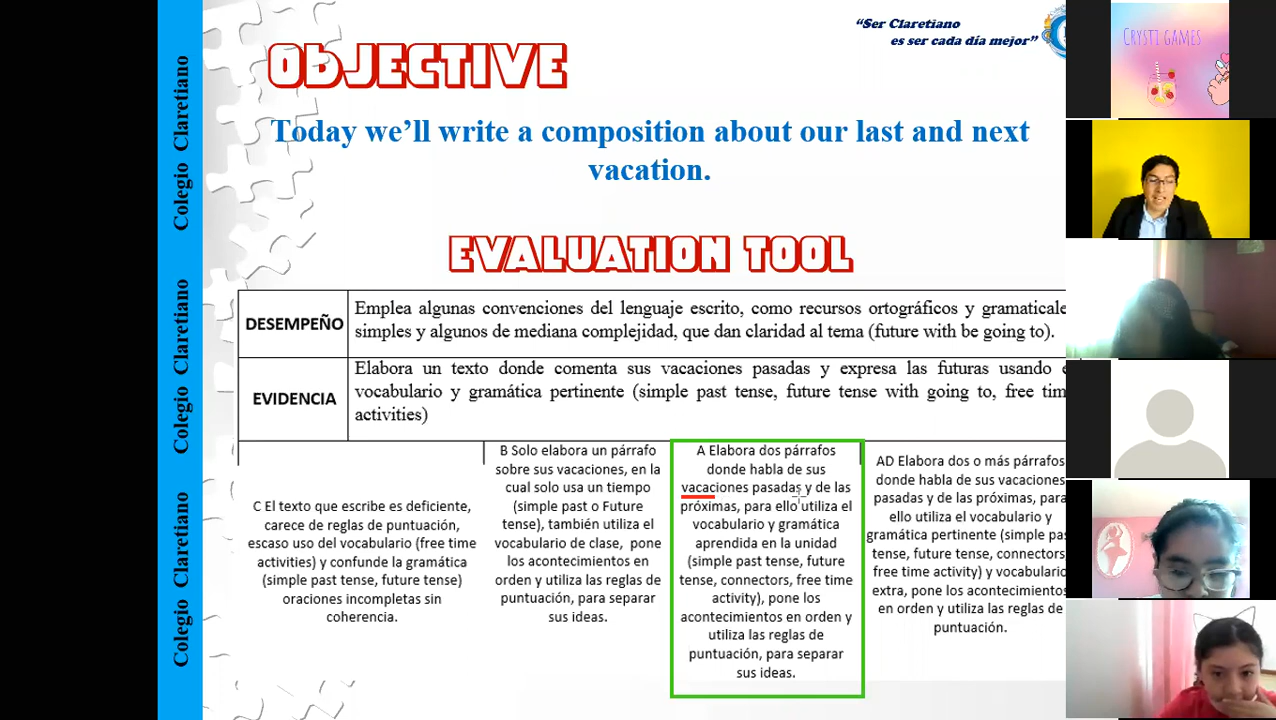 "Ser Claretiano
es ser cada día mejor"
OBJECTIVE
Today we'll write a composition about our last and next
vacation.
EVALUATION TOOL
DESEMPEÑO
Emplea algunas convenciones del lenguaje escrito, como recursos ortográficos y gramaticale
simples y algunos de mediana complejidad, que dan claridad al tema (future with be going to).
EVIDENCIA
Elabora un texto donde comenta sus vacaciones pasadas y expresa las futuras usando e
vocabulario y gramática pertinente (simple past tense, future tense with going to, free tim
activities)
C El texto que escribe es deficiente,
carece de reglas de puntuación,
escaso uso del vocabulario (free time
activities) y confunde la gramática
(simple past tense, future tense)
oraciones incompletas sin
coherencia.
B Solo elabora un párrafo
sobre sus vacaciones, en la
cual solo usa un tiempo
(simple past o Future
tense), también utiliza el
vocabulario de clase, pone
los acontecimientos en
orden y utiliza las reglas de
puntuación, para separar
sus ideas.
A Elabora dos párrafos
donde habla de sus
vacaciones pasadas y de las
próximas, para ello utiliza el
vocabulario y gramática
aprendida en la unidad
(simple past tense, future
tense, connectors, free time
activity), pone los
acontecimientos en orden y
utiliza las reglas de
puntuación, para separar
sus ideas.
AD Elabora dos o más párrafos
donde habla de sus vacaciones
pasadas y de las próximas, para
ello utiliza el vocabulario y
gramática pertinente (simple pas
tense, future tense, connectors
free time activity) y vocabulario
extra, pone los acontecimientos
en orden y utiliza las reglas de
puntuación.
Colegio Claretiano
Colegio Claretiano
Colegio Claretiano
CRYSTI GAMES